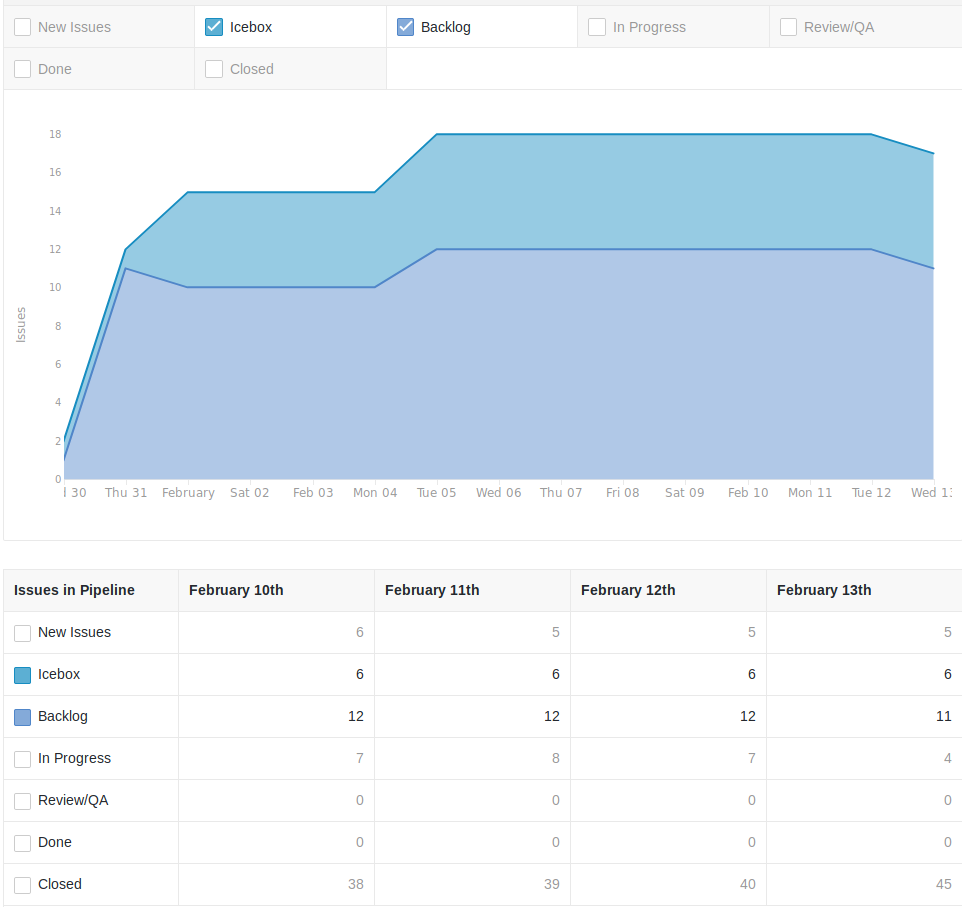 New Issues Icebox Backlog In Progress Review/QA
Done Closed
18
16
14
12
10
8
6
4
2
0
Issues
30 Thu 31 February Sat 02 Feb 03 Mon 04 Tue 05 Wed 06 Thu 07 Fri 08 Sat 09 Feb 10 Mon 11 Tue 12 Wed 13
Issues in Pipeline February 10th February 11th February 12th February 13th
New Issues 6 5 5 5
Icebox 6 6 6 6
Backlog 12 12 12 11
In Progress 7 8 7 4
Review/QA 0 0 0 0
Done 0 0 0 0
Closed 38 39 40 45